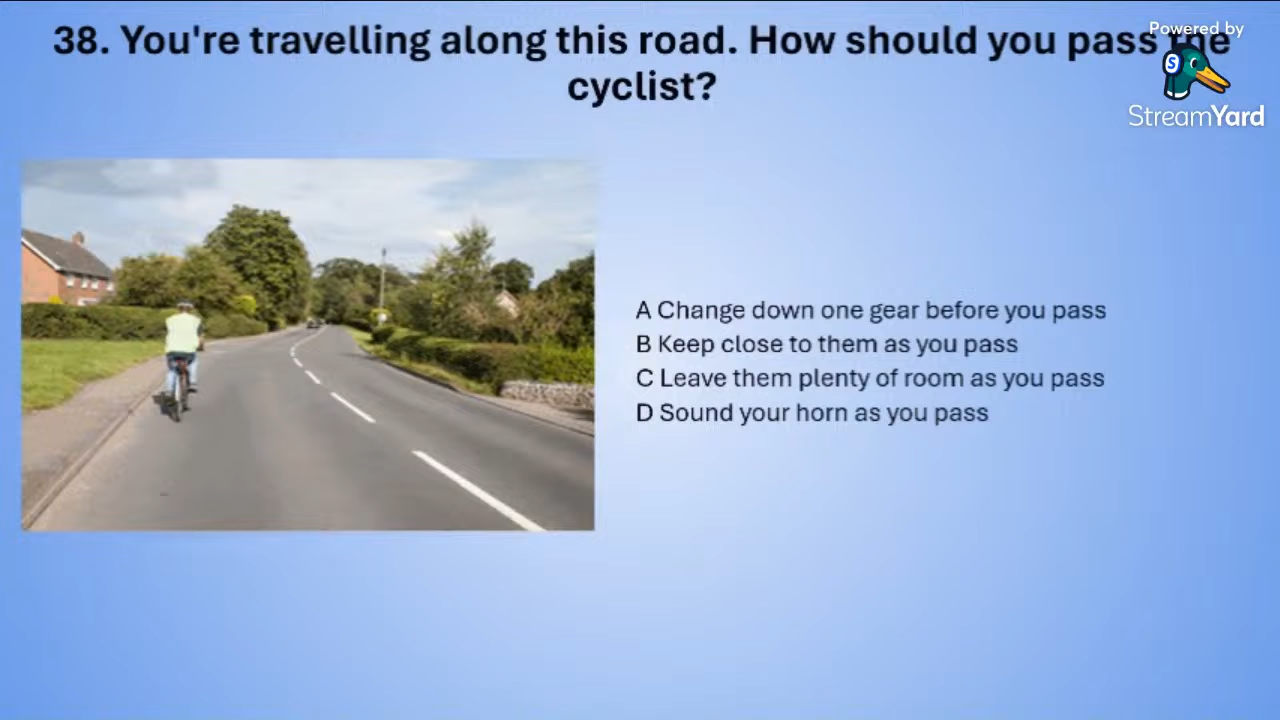 38. You're travelling along this road. How should you pass the
cyclist?
Powered by
S
StreamYard
A Change down one gear before you pass
B Keep close to them as you pass
C Leave them plenty of room as you pass
D Sound your horn as you pass